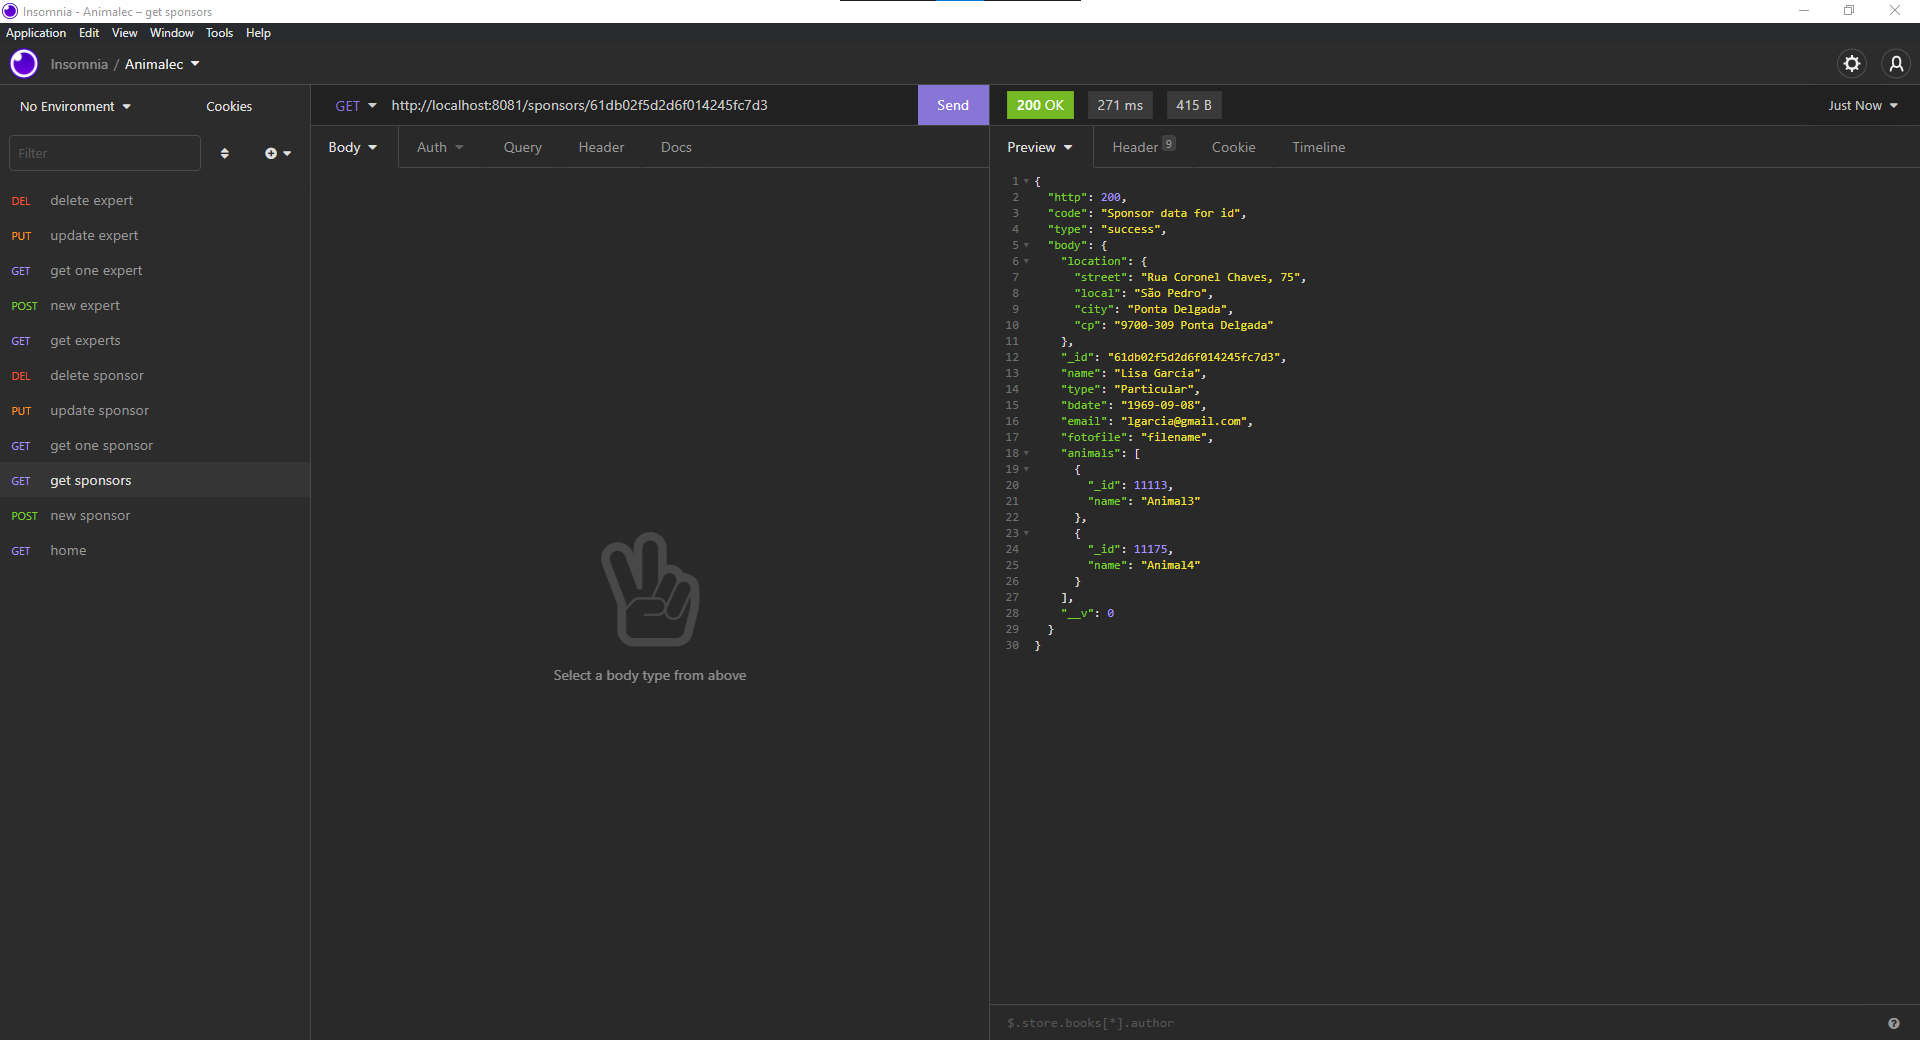 Insomnia - Animalec – get sponsors
Application Edit View Window Tools Help
Insomnia / Animalec
No Environment Cookies
Filter
DEL delete expert
PUT update expert
GET get one expert
POST new expert
GET get experts
DEL delete sponsor
PUT update sponsor
GET get one sponsor
GET get sponsors
POST new sponsor
GET home
GET http://localhost:8081/sponsors/61db02f5d2d6f014245fc7d3 Send
Body Auth Query Header Docs
Select a body type from above
200 OK 271 ms 415 B Just Now
Preview Header 9 Cookie Timeline
1 {
2 "http": 200,
3 "code": "Sponsor data for id",
4 "type": "success",
5 "body": {
6 "location": {
7 "street": "Rua Coronel Chaves, 75",
8 "local": "São Pedro",
9 "city": "Ponta Delgada",
10 "cp": "9700-309 Ponta Delgada"
11 },
12 "_id": "61db02f5d2d6f014245fc7d3",
13 "name": "Lisa Garcia",
14 "type": "Particular",
15 "bdate": "1969-09-08",
16 "email": "lgarcia@gmail.com",
17 "fotofile": "filename",
18 "animals": [
19 {
20 "_id": 11113,
21 "name": "Animal3"
22 },
23 {
24 "_id": 11175,
25 "name": "Animal4"
26 }
27 ],
28 "__v": 0
29 }
30 }
$.store.books[*].author